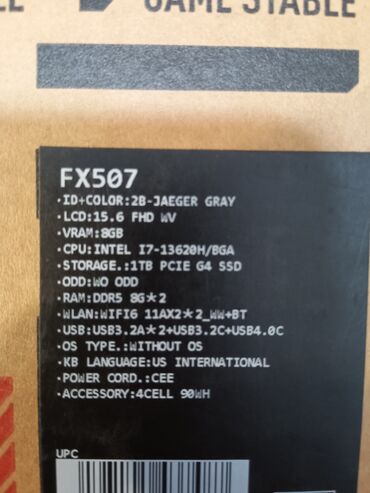 GAME STABLE
FX507
·ID+COLOR:2B-JAEGER GRAY
·LCD:15.6 FHD WV
·VRAM:8GB
·CPU:INTEL I7-13620H/BGA
·STORAGE.:1TB PCIE G4 SSD
·ODD:WO ODD
·RAM:DDR5 8G*2
·WLAN:WIFI6 11AX2*2_WW+BT
·USB:USB3.2A*2+USB3.2C+USB4.0C
·OS TYPE.:WITHOUT OS
·KB LANGUAGE:US INTERNATIONAL
·POWER CORD.:CEE
·ACCESSORY:4CELL 90WH
UPC